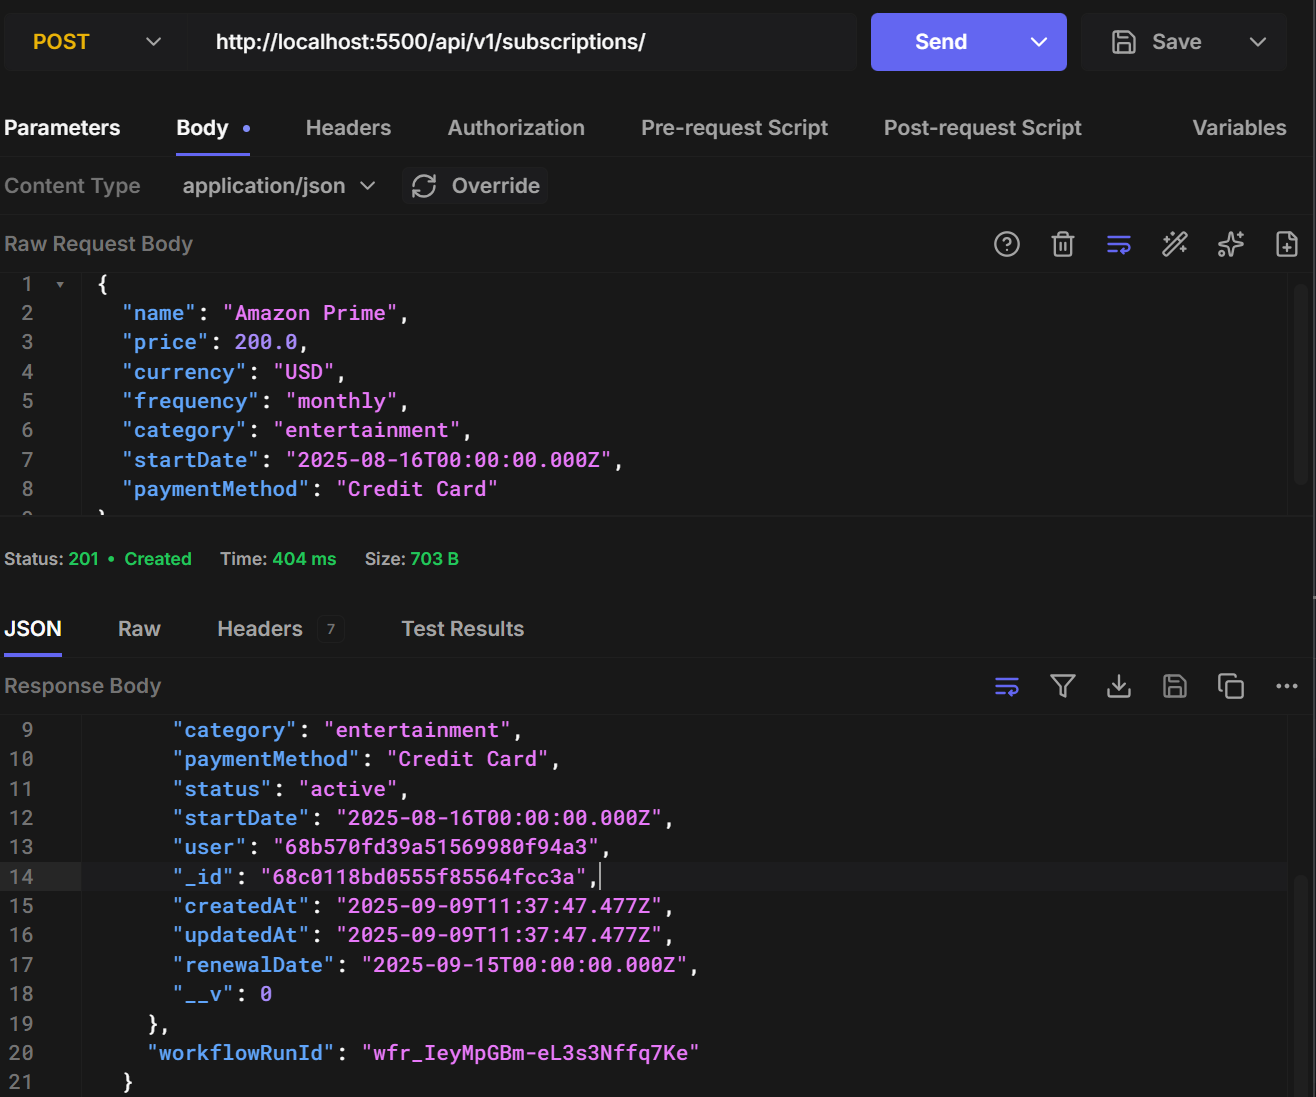 POST http://localhost:5500/api/v1/subscriptions/ Send Save
Parameters Body Headers Authorization Pre-request Script Post-request Script Variables
Content Type application/json Override
Raw Request Body
1 {
2 "name": "Amazon Prime",
3 "price": 200.0,
4 "currency": "USD",
5 "frequency": "monthly",
6 "category": "entertainment",
7 "startDate": "2025-08-16T00:00:00.000Z",
8 "paymentMethod": "Credit Card"
Status: 201 • Created Time: 404 ms Size: 703 B
JSON Raw Headers 7 Test Results
Response Body
9 "category": "entertainment",
10 "paymentMethod": "Credit Card",
11 "status": "active",
12 "startDate": "2025-08-16T00:00:00.000Z",
13 "user": "68b570fd39a51569980f94a3",
14 "_id": "68c0118bd0555f85564fcc3a",
15 "createdAt": "2025-09-09T11:37:47.477Z",
16 "updatedAt": "2025-09-09T11:37:47.477Z",
17 "renewalDate": "2025-09-15T00:00:00.000Z",
18 "__v": 0
19 },
20 "workflowRunId": "wfr_IeyMpGBm-eL3s3Nffq7Ke"
21 }